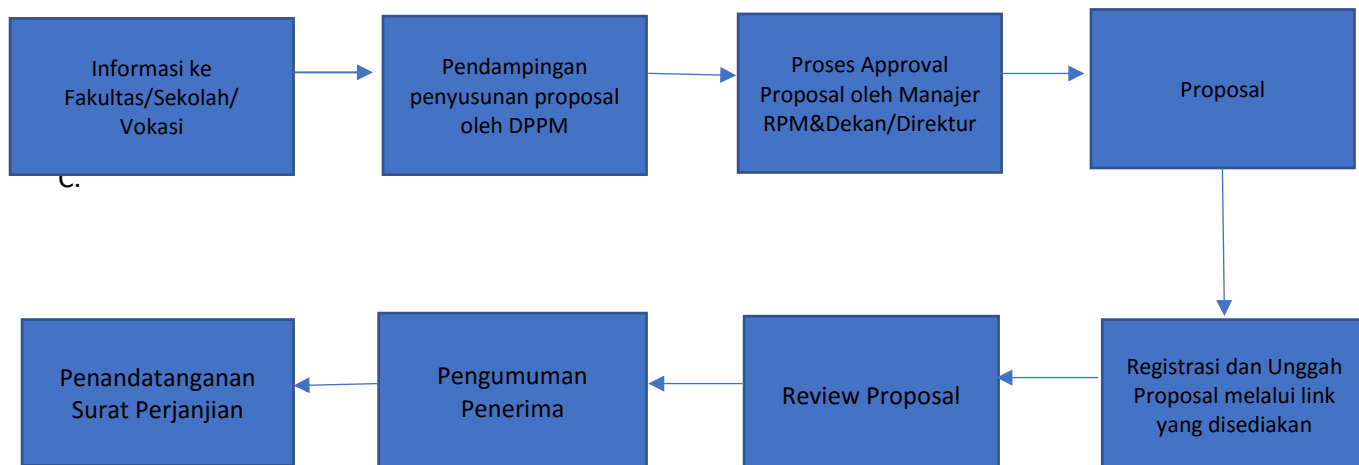 Informasi ke
Fakultas/Sekolah/
Vokasi
Pendampingan
penyusunan proposal
oleh DPPM
Proses Approval
Proposal oleh Manajer
RPM&Dekan/Direktur
Proposal
C.
Registrasi dan Unggah
Proposal melalui link
yang disediakan
Review Proposal
Pengumuman
Penerima
Penandatanganan
Surat Perjanjian